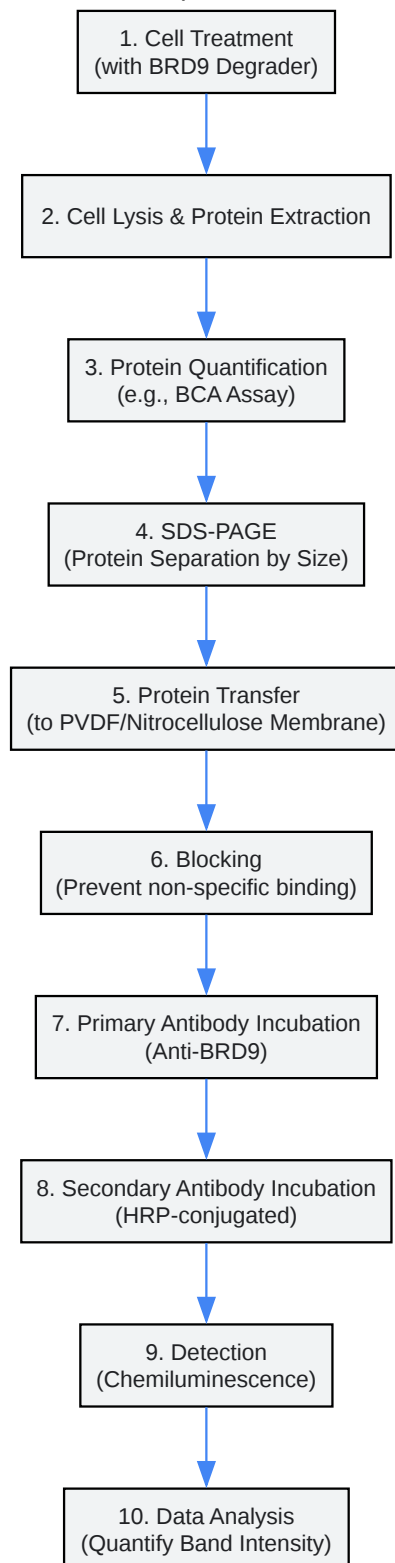 1. Cell Treatment
(with BRD9 Degrader)
2. Cell Lysis & Protein Extraction
3. Protein Quantification
(e.g., BCA Assay)
4. SDS-PAGE
(Protein Separation by Size)
5. Protein Transfer
(to PVDF/Nitrocellulose Membrane)
6. Blocking
(Prevent non-specific binding)
7. Primary Antibody Incubation
(Anti-BRD9)
8. Secondary Antibody Incubation
(HRP-conjugated)
9. Detection
(Chemiluminescence)
10. Data Analysis
(Quantify Band Intensity)